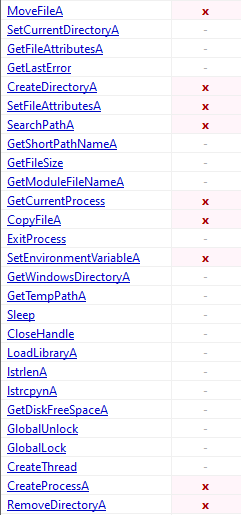 MoveFileA x
SetCurrentDirectoryA -
GetFileAttributesA -
GetLastError -
CreateDirectoryA x
SetFileAttributesA x
SearchPathA x
GetShortPathNameA -
GetFileSize -
GetModuleFileNameA -
GetCurrentProcess x
CopyFileA x
ExitProcess -
SetEnvironmentVariableA x
GetWindowsDirectoryA -
GetTempPathA -
Sleep -
CloseHandle -
LoadLibraryA -
lstrlenA -
lstrcpynA -
GetDiskFreeSpaceA -
GlobalUnlock -
GlobalLock -
CreateThread -
CreateProcessA x
RemoveDirectoryA x